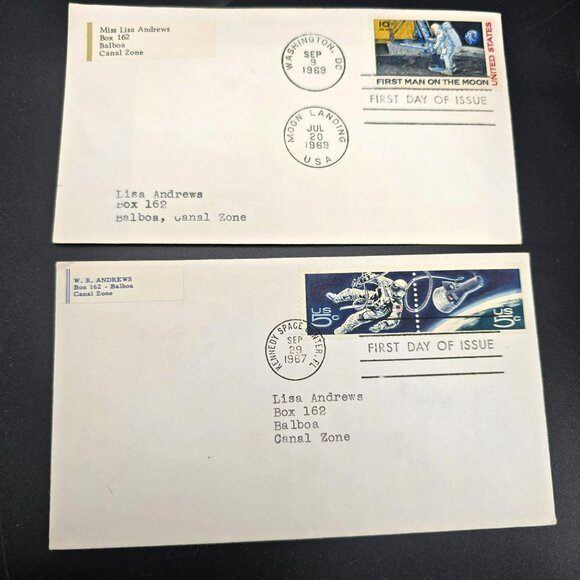 Miss Lisa Andrews
Box 162
Balboa
Canal Zone
WASHINGTON, DC
SEP
9
1969
10c
FIRST MAN ON THE MOON
UNITED STATES
FIRST DAY OF ISSUE
MOON LANDING
JUL
20
1969
USA
Lisa Andrews
Box 162
Balboa, Canal Zone
W. R. ANDREWS
Box 162 - Balboa
Canal Zone
US
5c
US
5c
KENNEDY SPACE CENTER, FL
SEP
29
1967
FIRST DAY OF ISSUE
Lisa Andrews
Box 162
Balboa
Canal Zone